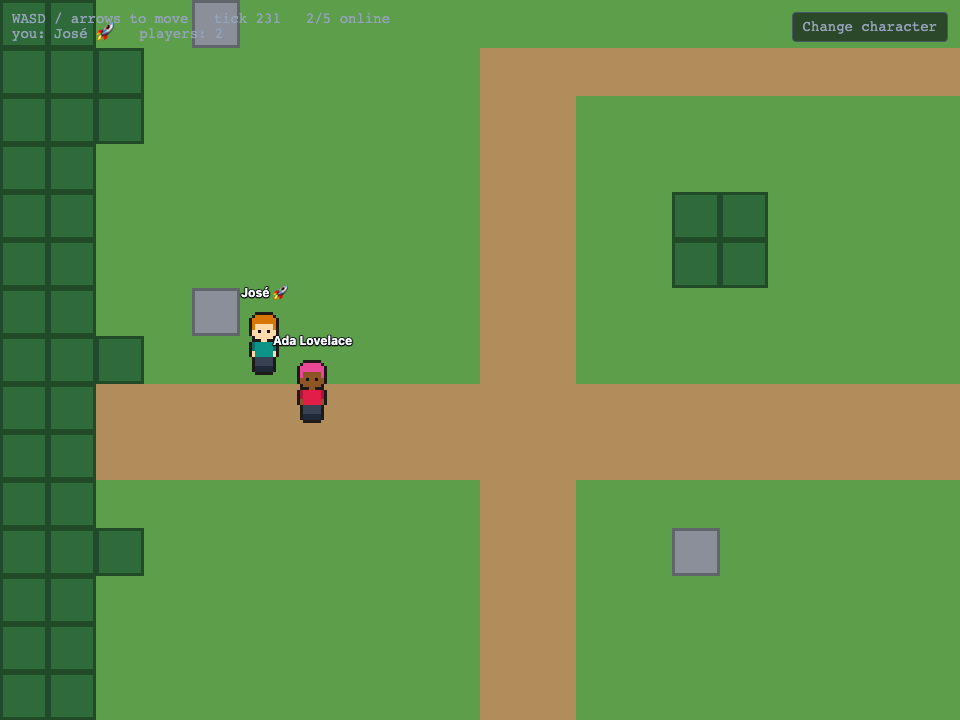 WASD / arrows to move   tick 231   2/5 online
you: José 🚀   players: 2
Change character
José 🚀
Ada Lovelace